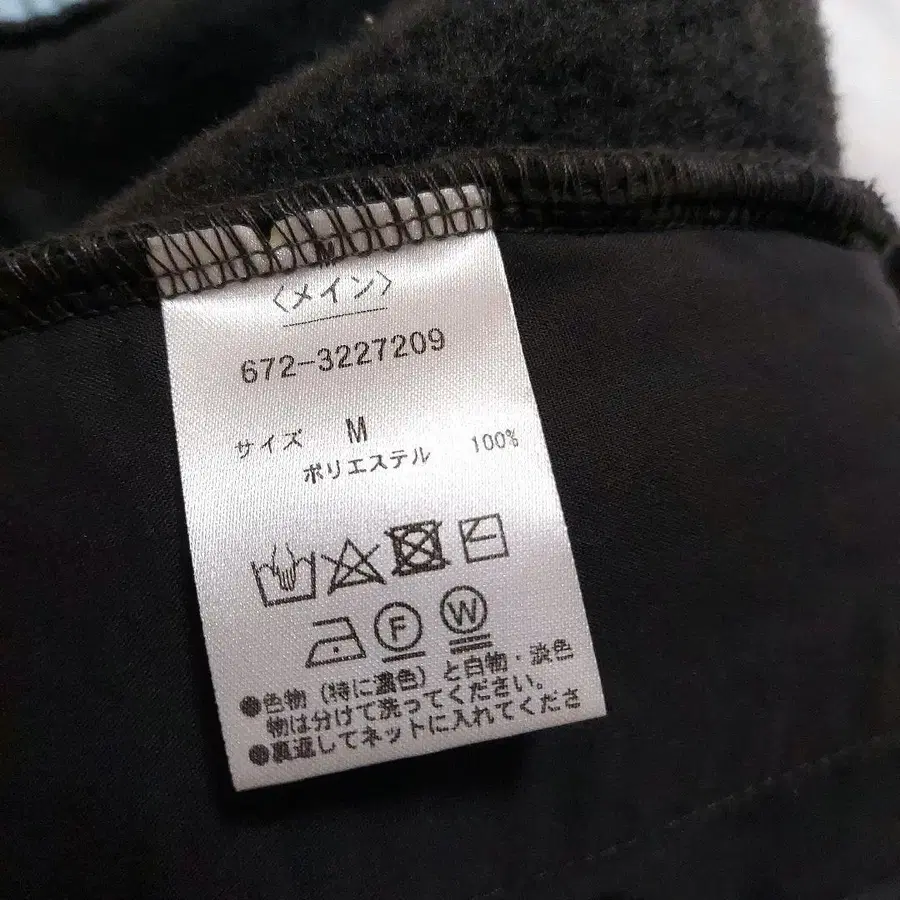 M
〈メイン〉
672-3227209
サイズ M
ポリエステル 100%
F W
●色物（特に濃色）と白物・淡色
物は分けて洗ってください。
●裏返してネットに入れてくださ